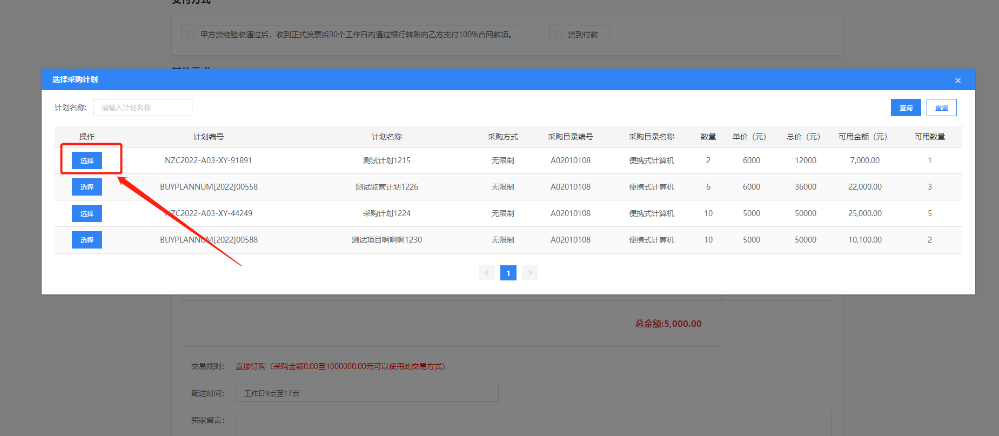 支付方式
甲方货物验收通过后，收到正式发票后30个工作日内通过银行转账向乙方支付100%合同款项。 货到付款
选择采购计划
计划名称: 请输入计划名称 查询 重置
操作 计划编号 计划名称 采购方式 采购目录编号 采购目录名称 数量 单价（元） 总价（元） 可用金额（元） 可用数量
选择 NZC2022-A03-XY-91891 测试计划1215 无限制 A02010108 便携式计算机 2 6000 12000 7,000.00 1
选择 BUYPLANNUM[2022]00558 测试监管计划1226 无限制 A02010108 便携式计算机 6 6000 36000 22,000.00 3
选择 NZC2022-A03-XY-44249 采购计划1224 无限制 A02010108 便携式计算机 10 5000 50000 25,000.00 5
选择 BUYPLANNUM[2022]00588 测试项目啊啊啊1230 无限制 A02010108 便携式计算机 10 5000 50000 10,100.00 2
1
总金额:5,000.00
交易规则： 直接订购（采购金额0.00至1000000.00元可以使用此交易方式）
配送时间： 工作日9点至17点
买家留言：